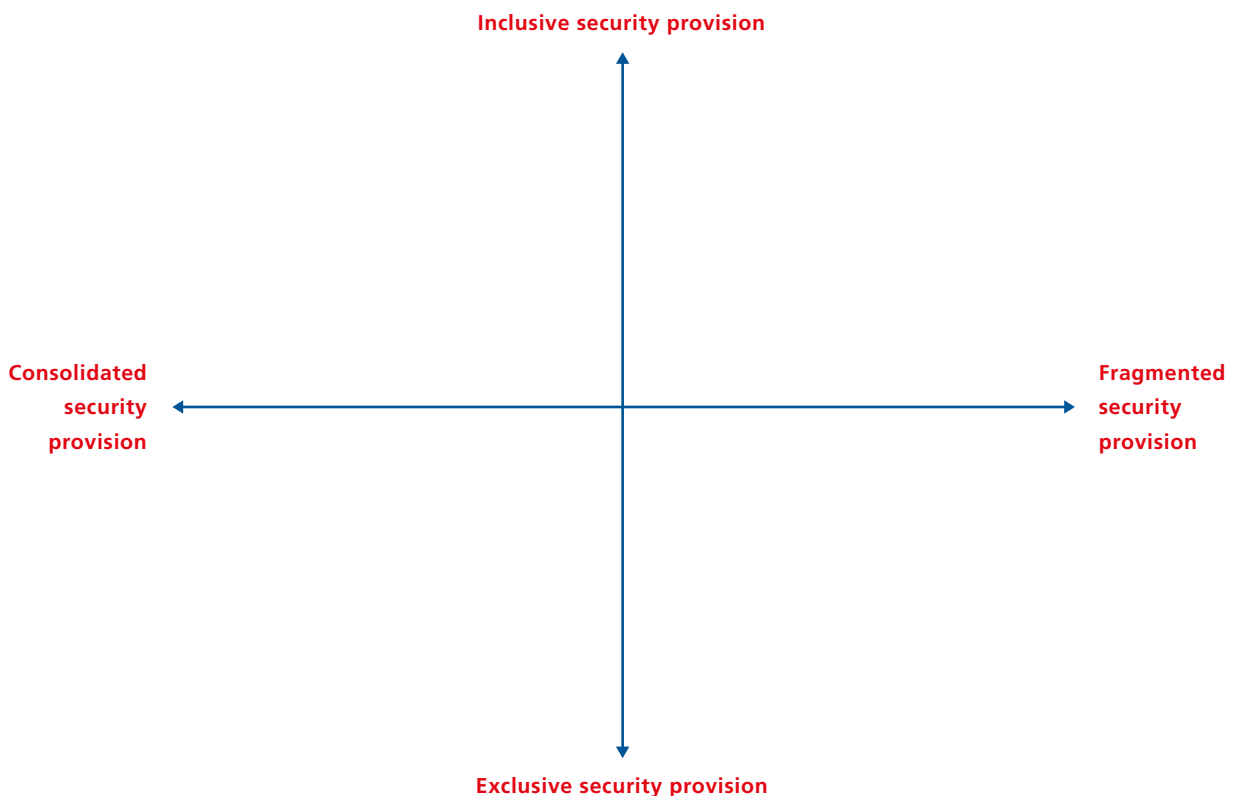 Inclusive security provision
Consolidated
security
provision
Fragmented
security
provision
Exclusive security provision